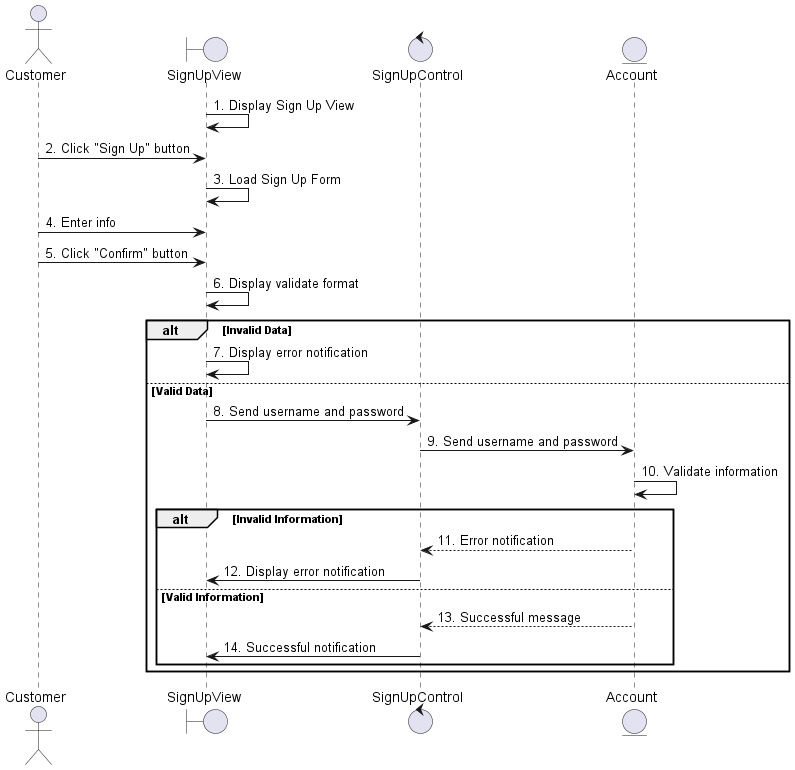 Customer
SignUpView
SignUpControl
Account
1. Display Sign Up View
2. Click "Sign Up" button
3. Load Sign Up Form
4. Enter info
5. Click "Confirm" button
6. Display validate format
alt [Invalid Data]
7. Display error notification
[Valid Data]
8. Send username and password
9. Send username and password
10. Validate information
alt [Invalid Information]
11. Error notification
12. Display error notification
[Valid Information]
13. Successful message
14. Successful notification
Customer
SignUpView
SignUpControl
Account